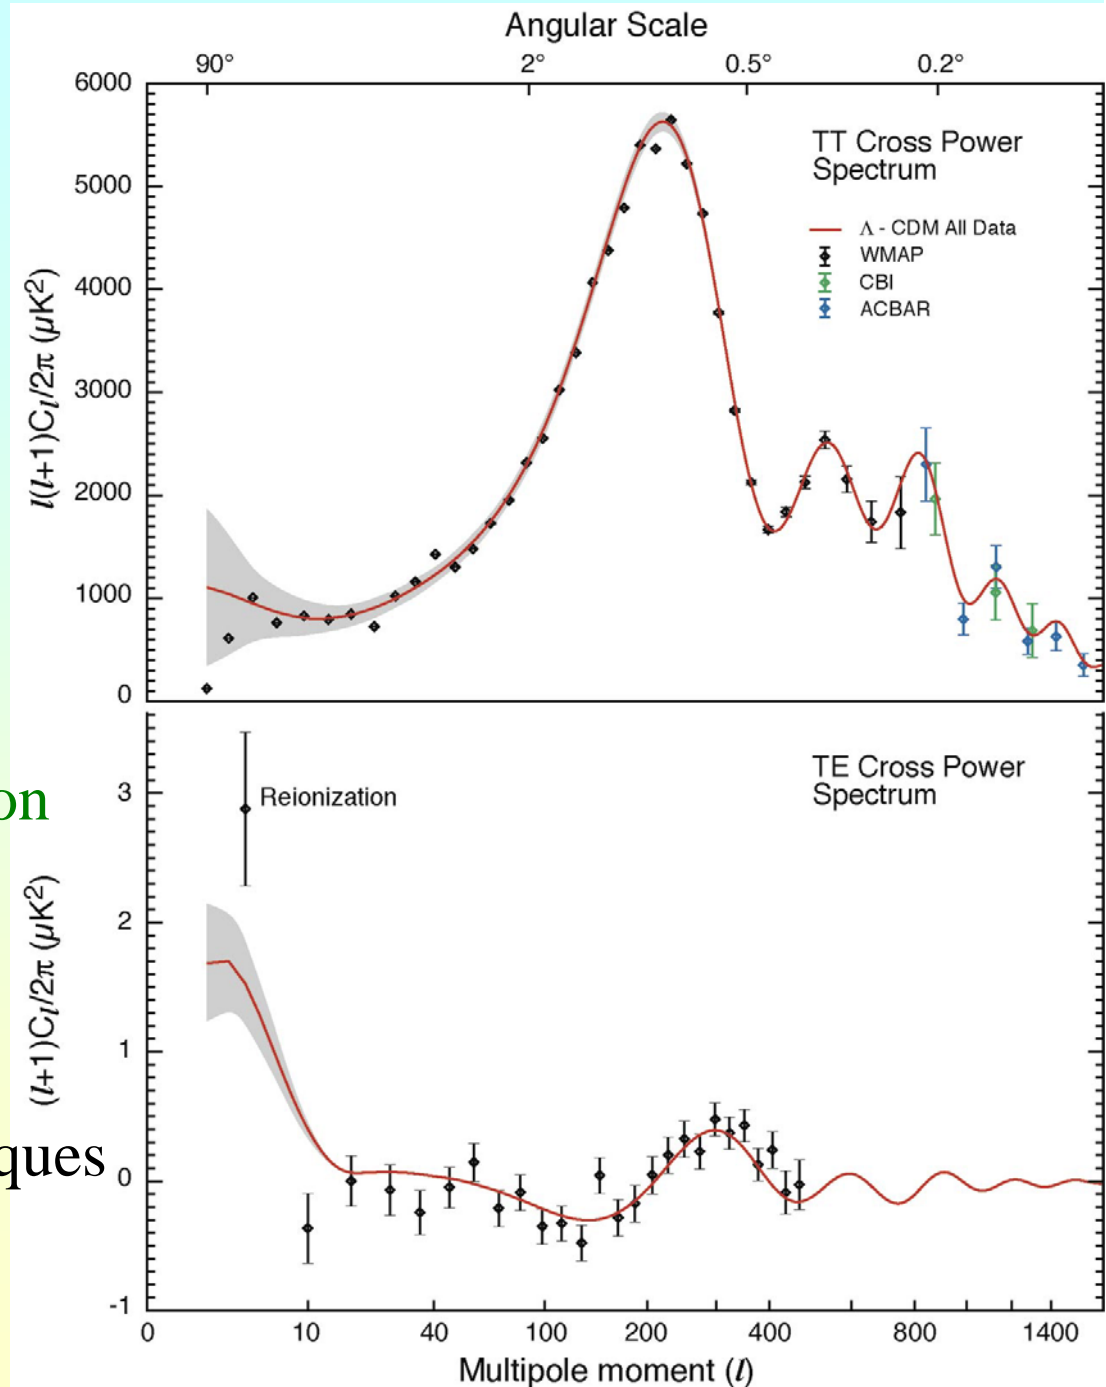 Angular Scale
90° 2° 0.5° 0.2°
6000
5000
4000
3000
2000
1000
0
l(l+1)Cl/2π (μK2)
TT Cross Power
Spectrum
Λ - CDM All Data
WMAP
CBI
ACBAR
3
2
1
0
-1
(l+1)Cl/2π (μK2)
Reionization
TE Cross Power
Spectrum
on
ques
0 10 40 100 200 400 800 1400
Multipole moment (l)